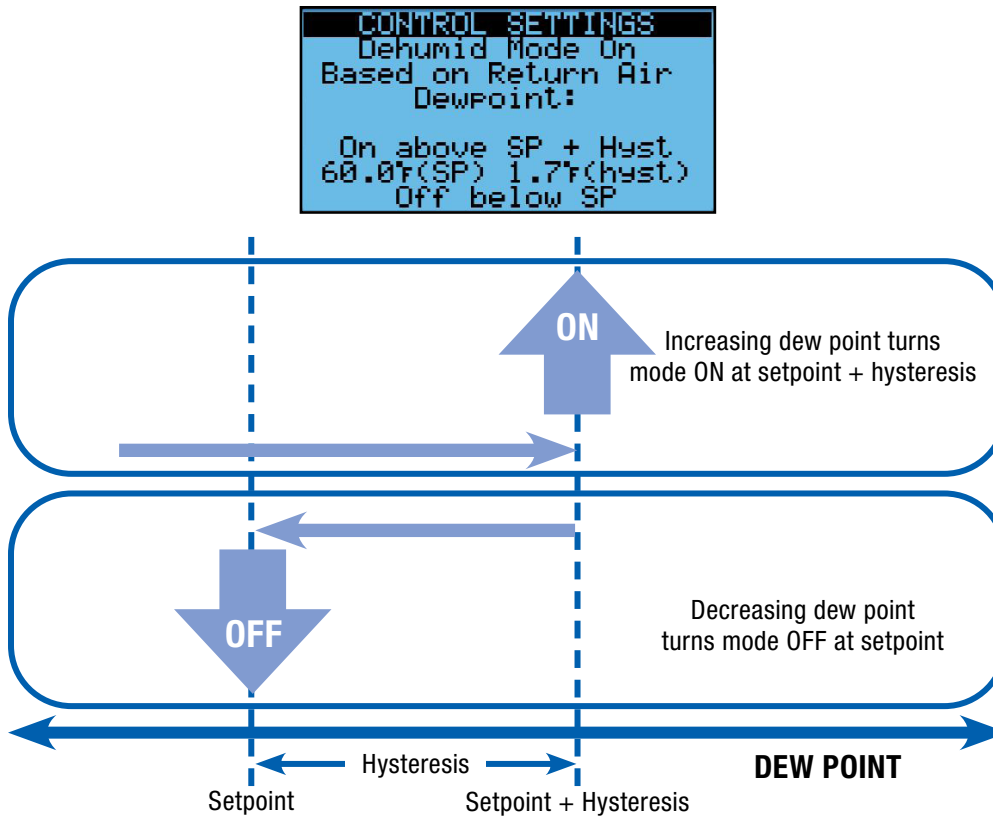 CONTROL SETTINGS
Dehumid Mode On
Based on Return Air
Dewpoint:
On above SP + Hyst
60.0°F(SP) 1.7°F(hyst)
Off below SP
ON
Increasing dew point turns
mode ON at setpoint + hysteresis
OFF
Decreasing dew point
turns mode OFF at setpoint
Hysteresis
DEW POINT
Setpoint
Setpoint + Hysteresis